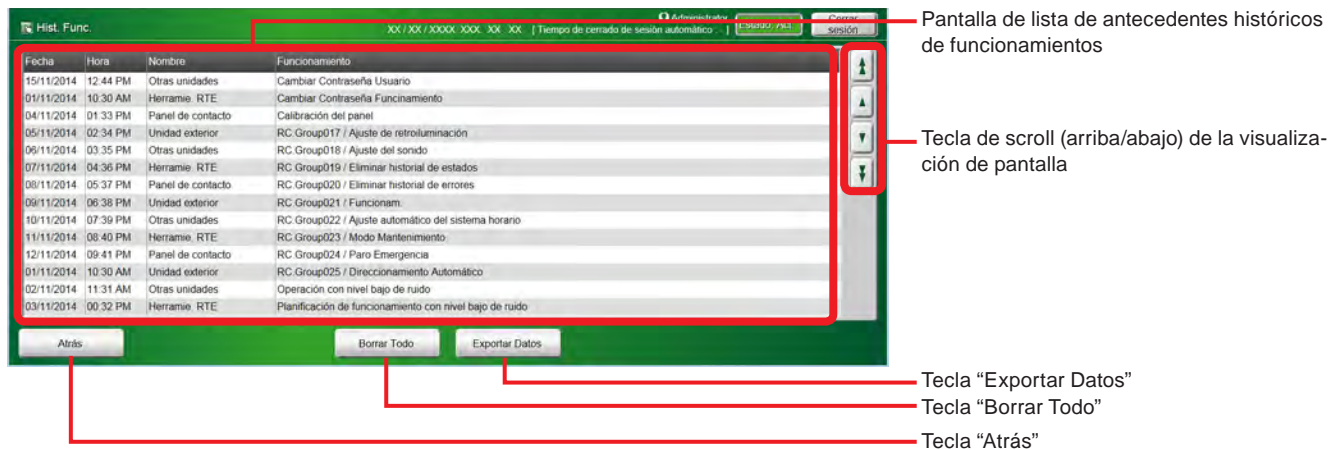 Hist. Func.
XX / XX / XXXX XXX. XX : XX [ Tiempo de cerrado de sesión automático : ]
Administrator
Cerrar
sesión
Fecha Hora Nombre Funcionamiento
15/11/2014 12:44 PM Otras unidades Cambiar Contraseña Usuario
01/11/2014 10:30 AM Herramie. RTE Cambiar Contraseña Funcinamiento
04/11/2014 01:33 PM Panel de contacto Calibración del panel
05/11/2014 02:34 PM Unidad exterior RC Group017 / Ajuste de retroiluminación
06/11/2014 03:35 PM Otras unidades RC Group018 / Ajuste del sonido
07/11/2014 04:36 PM Herramie. RTE RC Group019 / Eliminar historial de estados
08/11/2014 05:37 PM Panel de contacto RC Group020 / Eliminar historial de errores
09/11/2014 06:38 PM Unidad exterior RC Group021 / Funcionam.
10/11/2014 07:39 PM Otras unidades RC Group022 / Ajuste automático del sistema horario
11/11/2014 08:40 PM Herramie. RTE RC Group023 / Modo Mantenimiento
12/11/2014 09:41 PM Panel de contacto RC Group024 / Paro Emergencia
01/11/2014 10:30 AM Unidad exterior RC Group025 / Direccionamiento Automático
02/11/2014 11:31 AM Otras unidades Operación con nivel bajo de ruido
03/11/2014 00:32 PM Herramie. RTE Planificación de funcionamiento con nivel bajo de ruido
Atrás Borrar Todo Exportar Datos
Pantalla de lista de antecedentes históricos
de funcionamientos
Tecla de scroll (arriba/abajo) de la visualiza-
ción de pantalla
Tecla “Exportar Datos”
Tecla “Borrar Todo”
Tecla “Atrás”